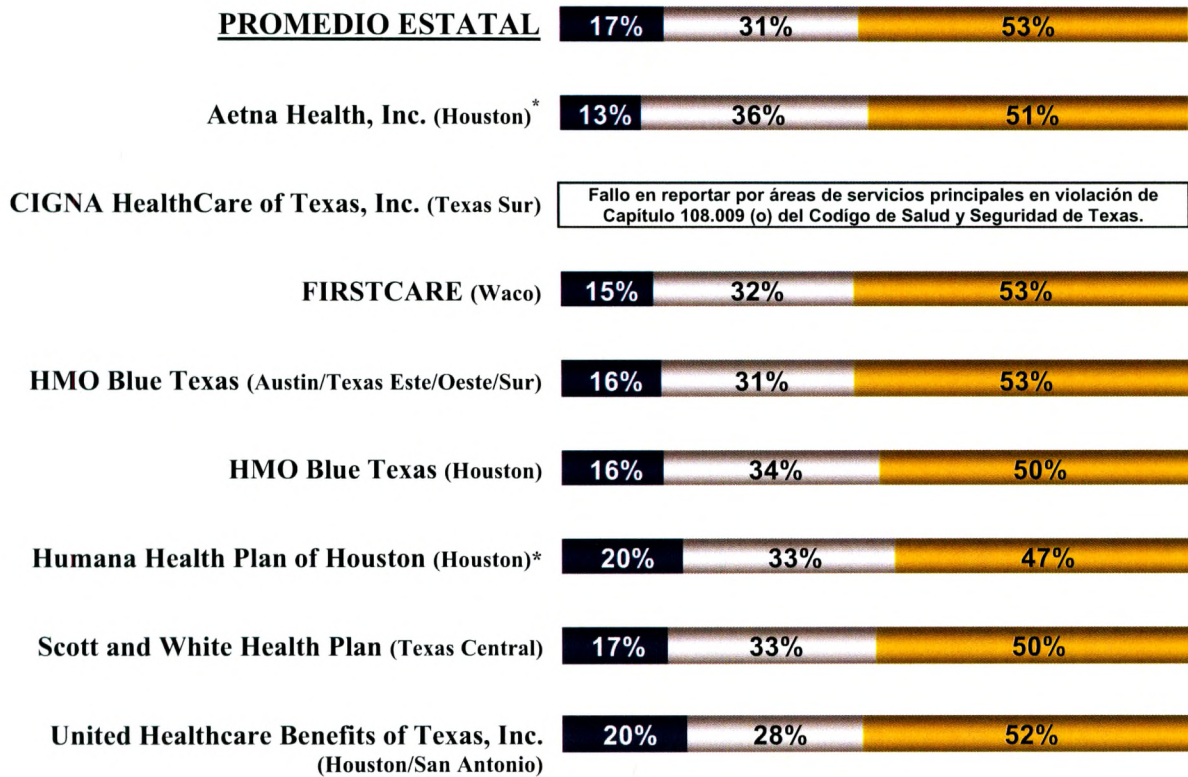 PROMEDIO ESTATAL 17% 31% 53%
Aetna Health, Inc. (Houston)* 13% 36% 51%
CIGNA HealthCare of Texas, Inc. (Texas Sur) Fallo en reportar por áreas de servicios principales en violación de
Capítulo 108.009 (o) del Codígo de Salud y Seguridad de Texas.
FIRSTCARE (Waco) 15% 32% 53%
HMO Blue Texas (Austin/Texas Este/Oeste/Sur) 16% 31% 53%
HMO Blue Texas (Houston) 16% 34% 50%
Humana Health Plan of Houston (Houston)* 20% 33% 47%
Scott and White Health Plan (Texas Central) 17% 33% 50%
United Healthcare Benefits of Texas, Inc. 20% 28% 52%
(Houston/San Antonio)